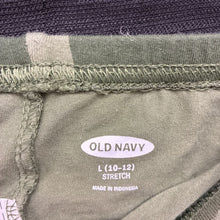 OLD NAVY
L (10-12)
STRETCH
MADE IN INDONESIA